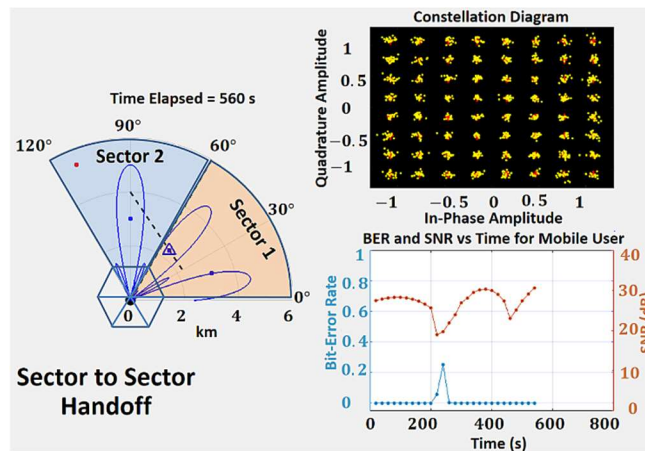 Constellation Diagram
Quadrature Amplitude
1
0.5
0
−0.5
−1
−1
−0.5
0
0.5
1
In-Phase Amplitude
Time Elapsed = 560 s
120°
90°
60°
30°
0°
Sector 2
Sector 1
0
2
4
6
km
Sector to Sector
Handoff
BER and SNR vs Time for Mobile User
Bit-Error Rate
1
0.8
0.6
0.4
0.2
0
40
30
20
10
0
SNR (dB)
0
200
400
600
800
Time (s)